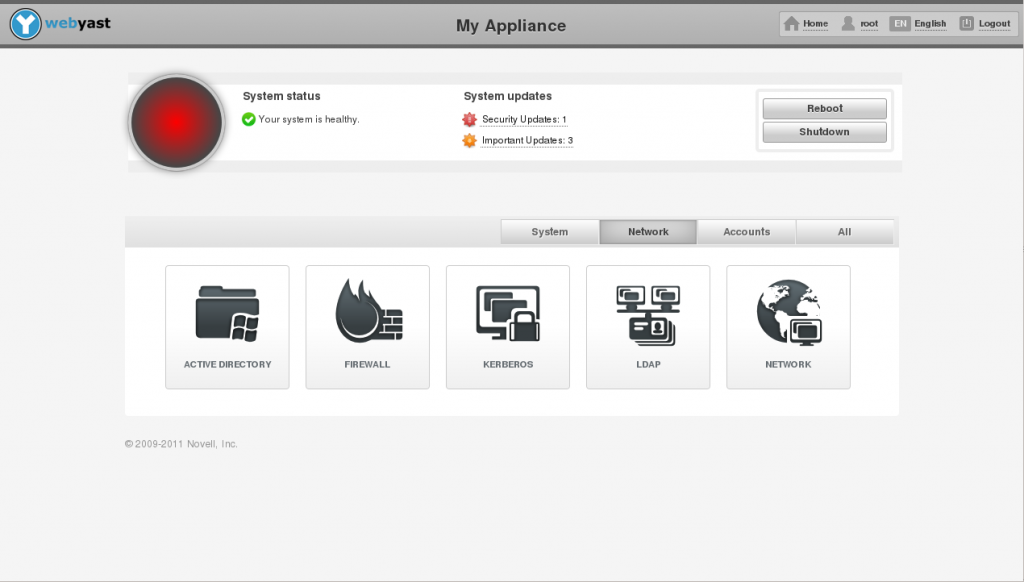 webyast
My Appliance
Home
root
EN English
Logout
System status
Your system is healthy.
System updates
Security Updates: 1
Important Updates: 3
Reboot
Shutdown
System
Network
Accounts
All
ACTIVE DIRECTORY
FIREWALL
KERBEROS
LDAP
NETWORK
© 2009-2011 Novell, Inc.